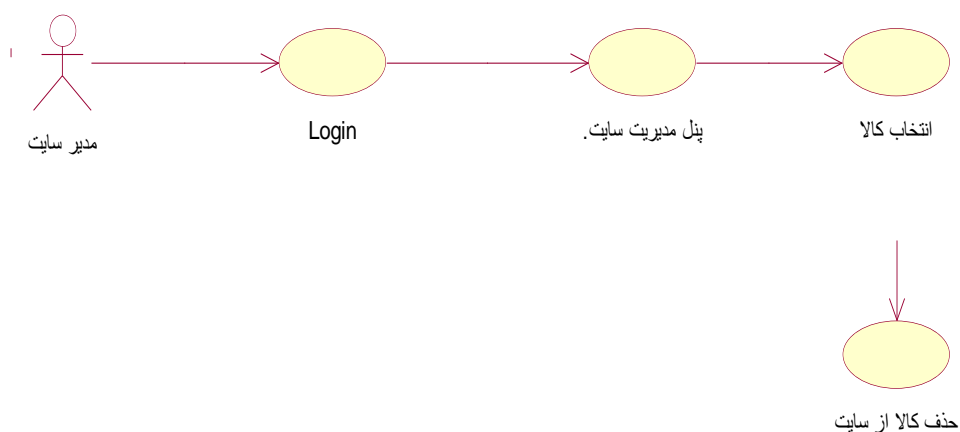 مدیر سایت
Login
پنل مدیریت سایت.
انتخاب کالا
حذف کالا از سایت